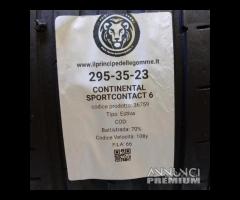 www.ilprincipedellegomme.it
295-35-23
CONTINENTAL
SPORTCONTACT 6
codice prodotto: 36759
Tipo: Estiva
COD:
Battistrada: 70%
Codice Velocità: 108y
FILA: 66
ANNUNCI
PREMIUM